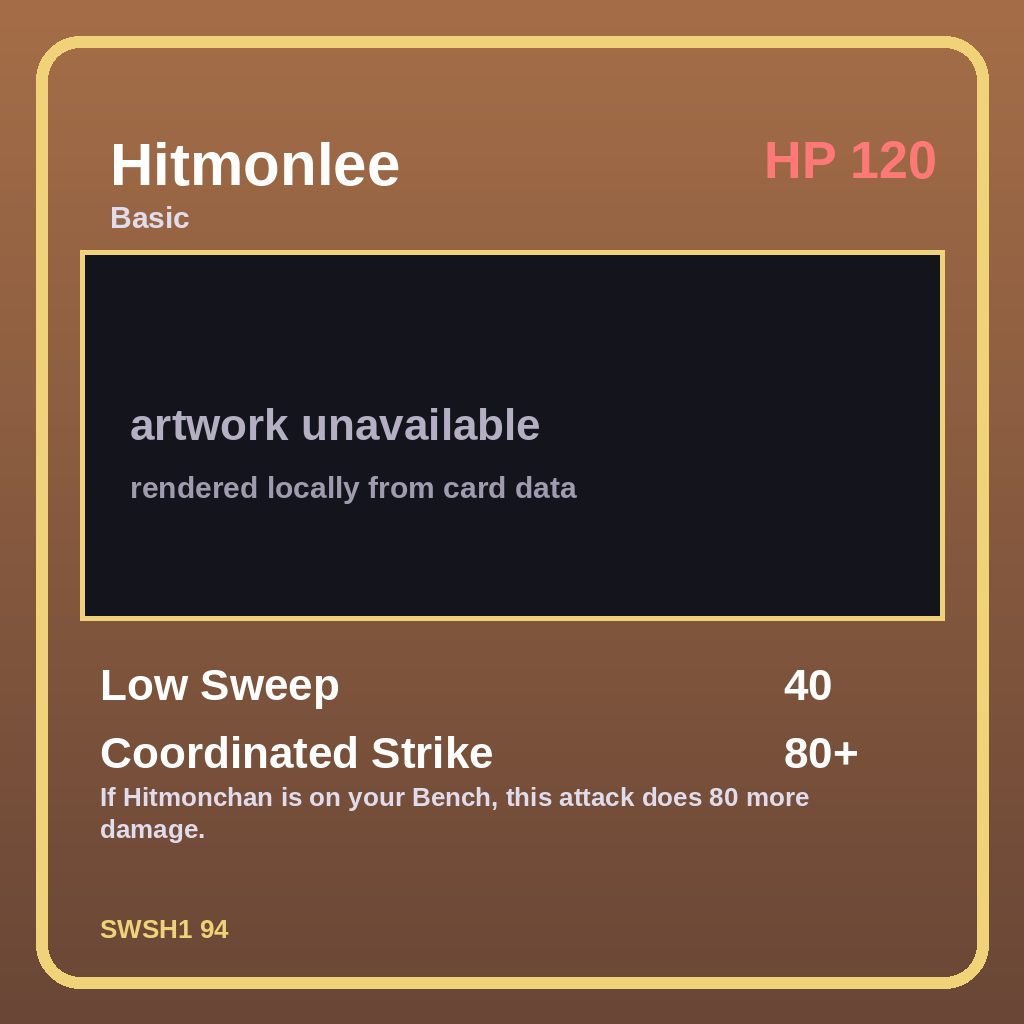 Hitmonlee
HP 120
Basic
artwork unavailable
rendered locally from card data
Low Sweep 40
Coordinated Strike 80+
If Hitmonchan is on your Bench, this attack does 80 more
damage.
SWSH1 94